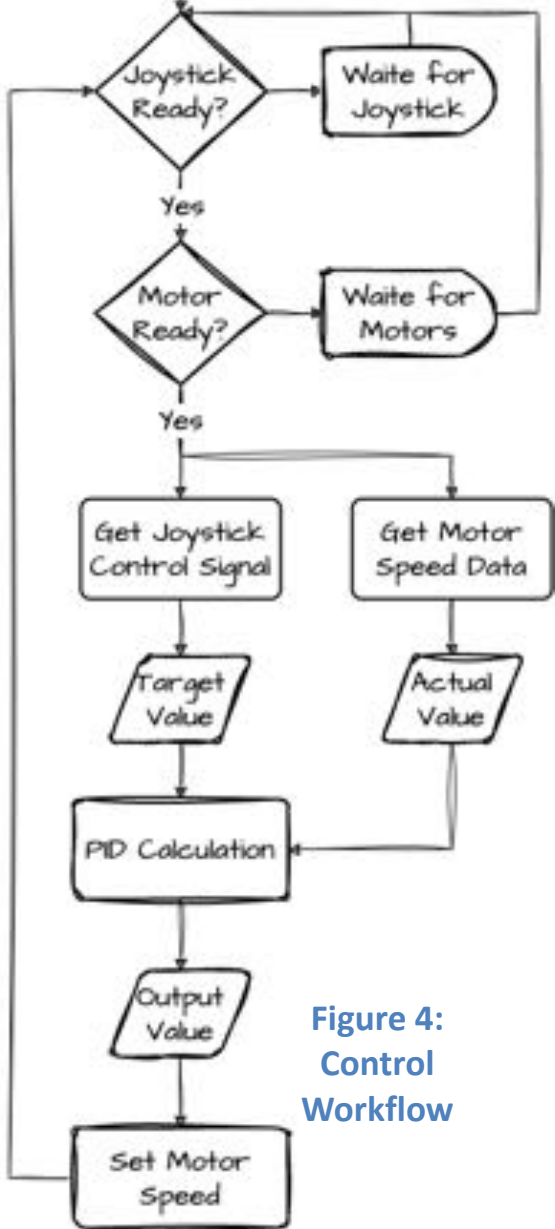 Joystick
Ready?
Waite for
Joystick
Yes
Motor
Ready?
Waite for
Motors
Yes
Get Joystick
Control Signal
Get Motor
Speed Data
Target
Value
Actual
Value
PID Calculation
Output
Value
Figure 4:
Control
Workflow
Set Motor
Speed